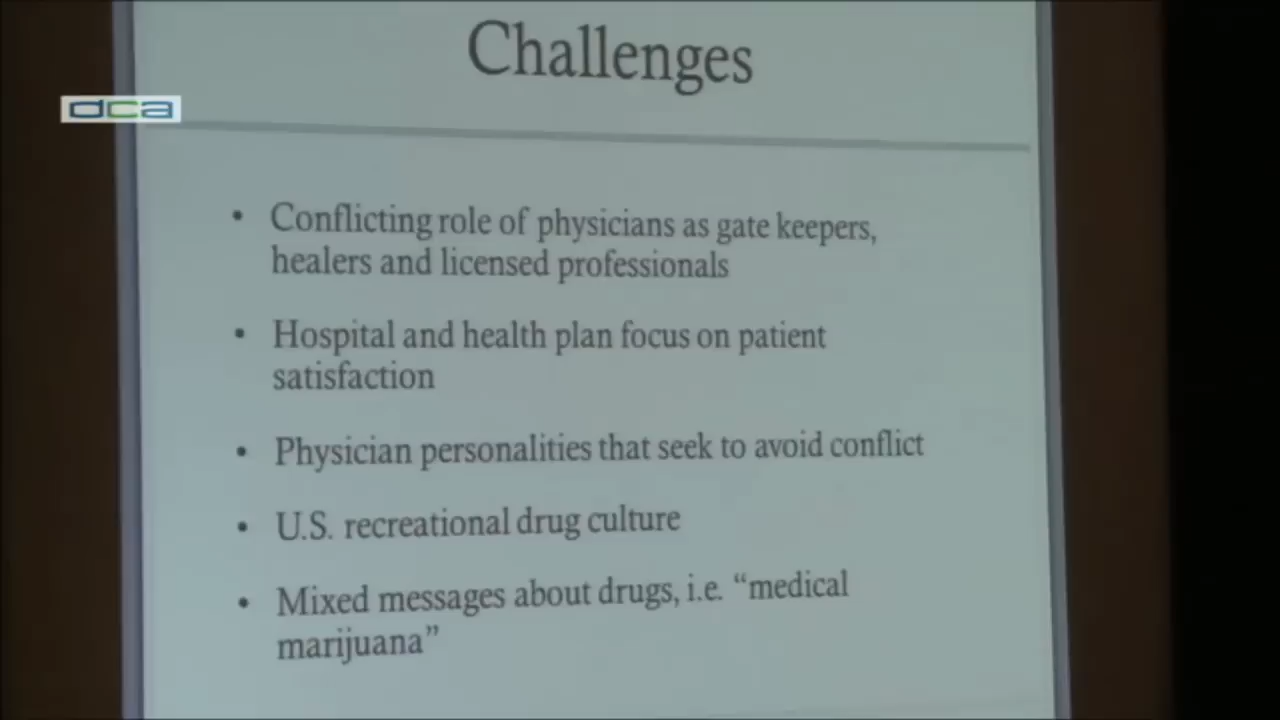 Challenges
dca
• Conflicting role of physicians as gate keepers,
healers and licensed professionals
• Hospital and health plan focus on patient
satisfaction
• Physician personalities that seek to avoid conflict
• U.S. recreational drug culture
• Mixed messages about drugs, i.e. “medical
marijuana”